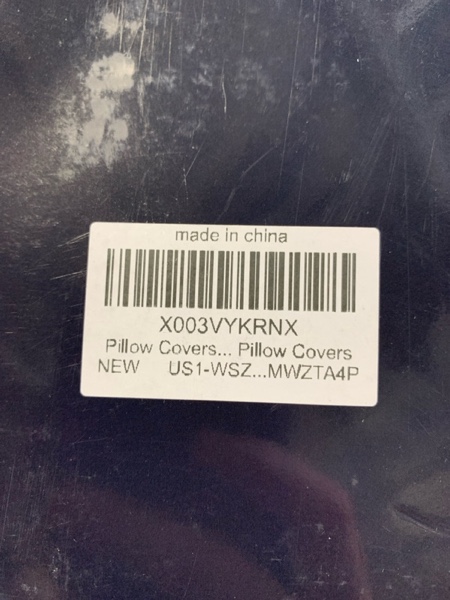 made in china
X003VYKRNX
Pillow Covers... Pillow Covers
NEW US1-WSZ...MWZTA4P